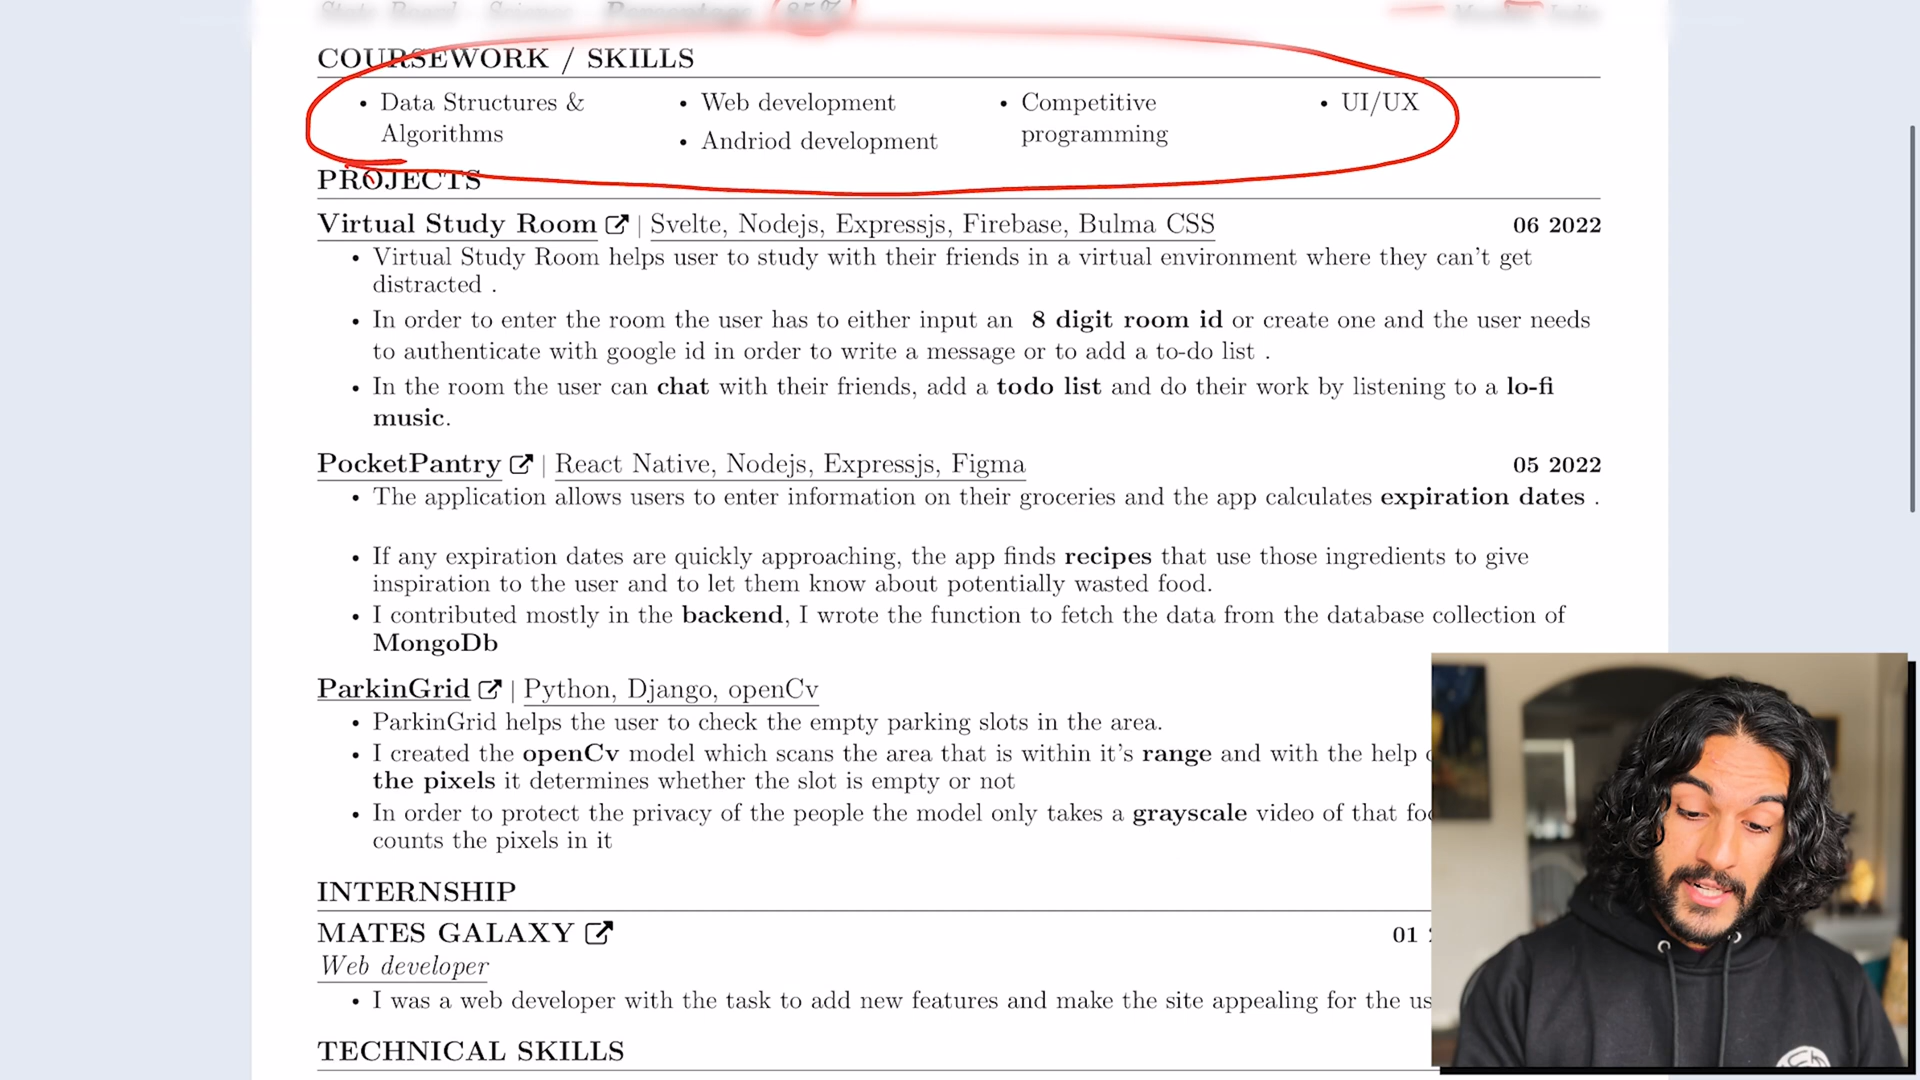 COURSEWORK / SKILLS
• Data Structures &
Algorithms
• Web development
• Andriod development
• Competitive
programming
• UI/UX
PROJECTS
Virtual Study Room | Svelte, Nodejs, Expressjs, Firebase, Bulma CSS 06 2022
• Virtual Study Room helps user to study with their friends in a virtual environment where they can't get
distracted .
• In order to enter the room the user has to either input an 8 digit room id or create one and the user needs
to authenticate with google id in order to write a message or to add a to-do list .
• In the room the user can chat with their friends, add a todo list and do their work by listening to a lo-fi
music.
PocketPantry | React Native, Nodejs, Expressjs, Figma 05 2022
• The application allows users to enter information on their groceries and the app calculates expiration dates .
• If any expiration dates are quickly approaching, the app finds recipes that use those ingredients to give
inspiration to the user and to let them know about potentially wasted food.
• I contributed mostly in the backend, I wrote the function to fetch the data from the database collection of
MongoDb
ParkinGrid | Python, Django, openCv
• ParkinGrid helps the user to check the empty parking slots in the area.
• I created the openCv model which scans the area that is within it's range and with the help
the pixels it determines whether the slot is empty or not
• In order to protect the privacy of the people the model only takes a grayscale video of that
counts the pixels in it
INTERNSHIP
MATES GALAXY 01
Web developer
• I was a web developer with the task to add new features and make the site appealing for the
TECHNICAL SKILLS